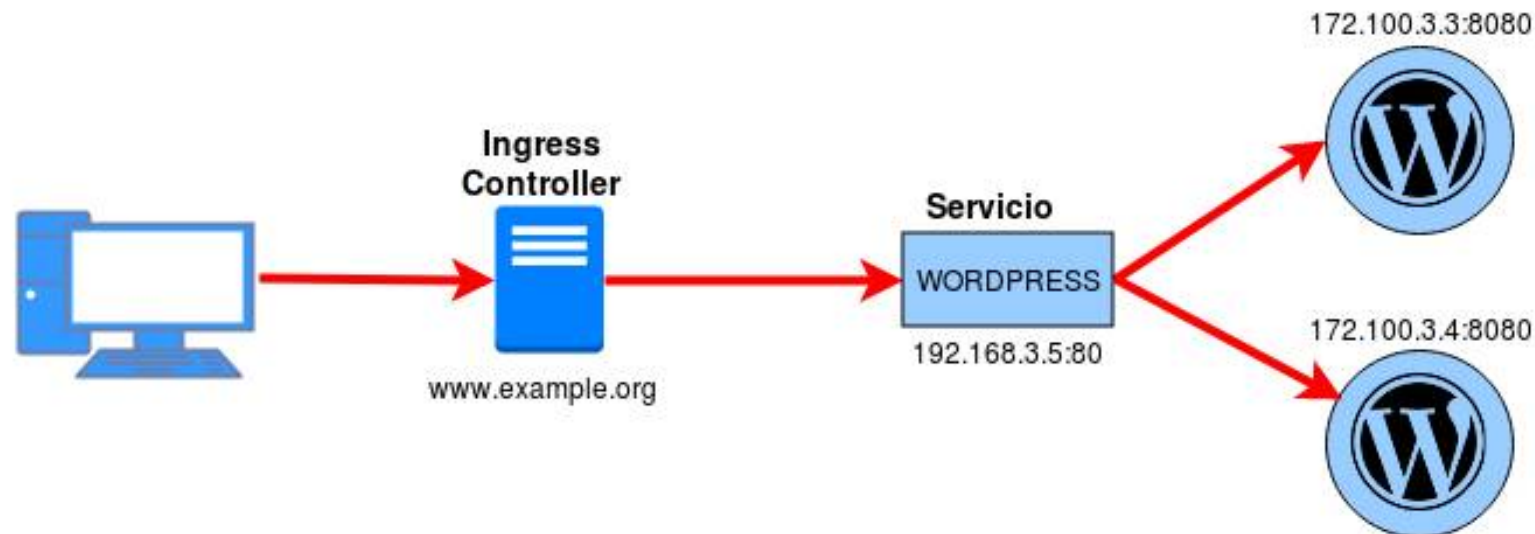 Ingress
Controller
www.example.org
Servicio
WORDPRESS
192.168.3.5:80
172.100.3.3:8080
172.100.3.4:8080